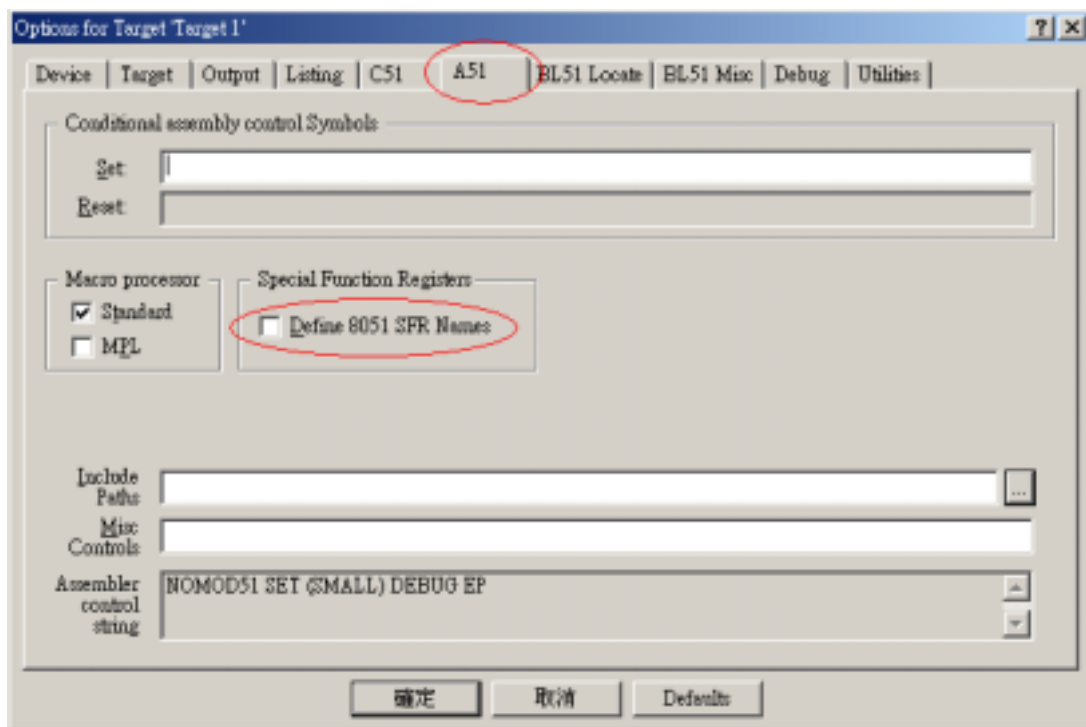 Options for Target 'Target 1'
Device Target Output Listing C51 A51 BL51 Locate BL51 Misc Debug Utilities
Conditional assembly control Symbols
Set:
Reset:
Macro processor
Standard
MPL
Special Function Registers
Define 8051 SFR Names
Include Paths
...
Misc Controls
Assembler control string
NOMOD51 SET (SMALL) DEBUG EP
確定 取消 Defaults